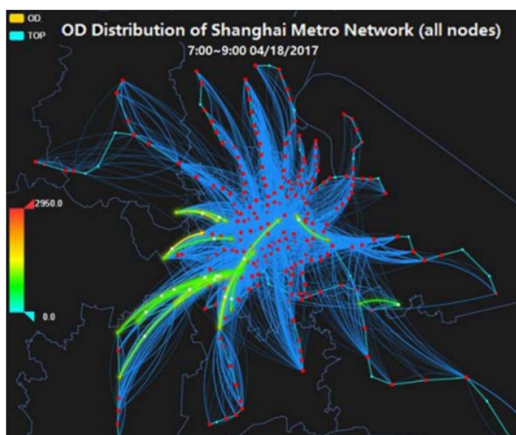 OD
OD Distribution of Shanghai Metro Network (all nodes)
TOP
7:00~9:00 04/18/2017
2950.0
0.0